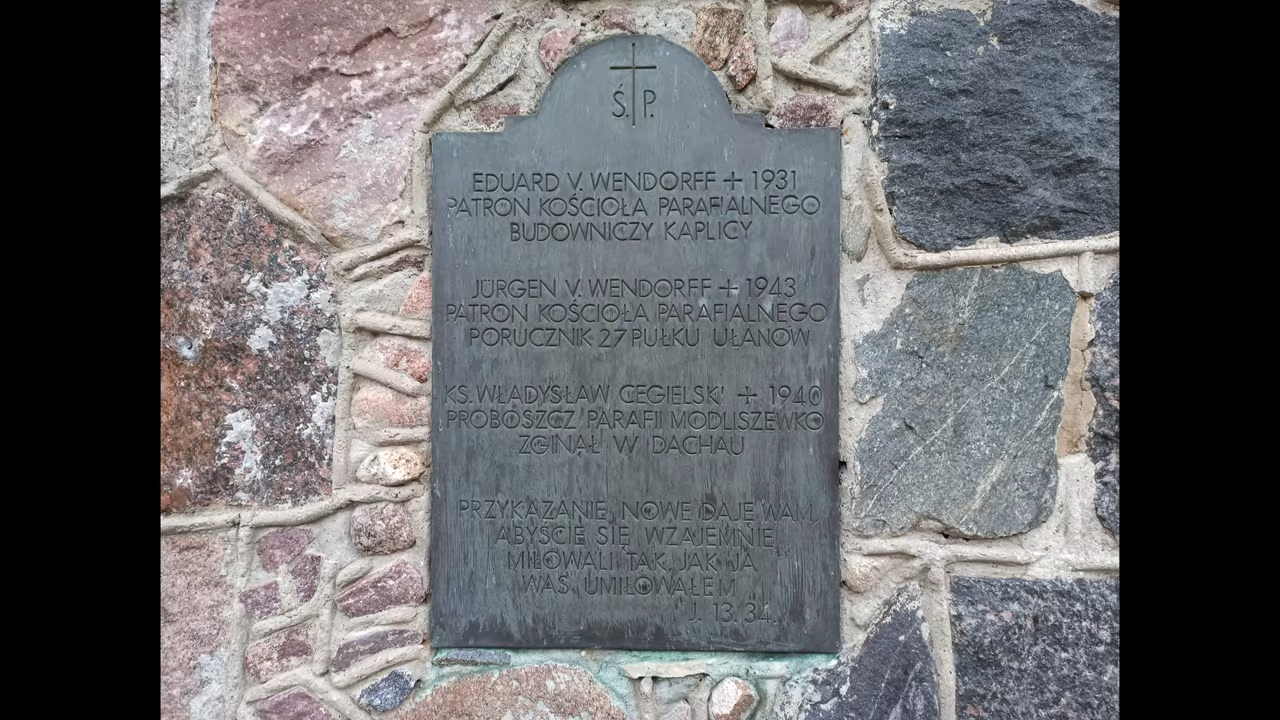 Ś. P.
EDUARD V. WENDORFF + 1931
PATRON KOŚCIOŁA PARAFIALNEGO
BUDOWNICZY KAPLICY
JÜRGEN V. WENDORFF + 1943
PATRON KOŚCIOŁA PARAFIALNEGO
PORUCZNIK 27 PUŁKU UŁANÓW
KS. WŁADYSŁAW CEGIELSKI + 1940
PROBOSZCZ PARAFII MODLISZEWKO
ZGINĄŁ W DACHAU
PRZYKAZANIE NOWE DAJĘ WAM
ABYŚCIE SIĘ WZAJEMNIE
MIŁOWALI TAK JAK JA
WAS UMIŁOWAŁEM
J. 13. 34.